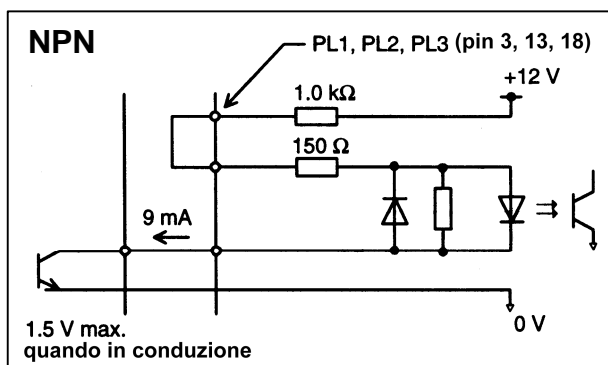 NPN
PL1, PL2, PL3 (pin 3, 13, 18)
+12 V
1.0 kΩ
150 Ω
9 mA
0 V
1.5 V max.
quando in conduzione